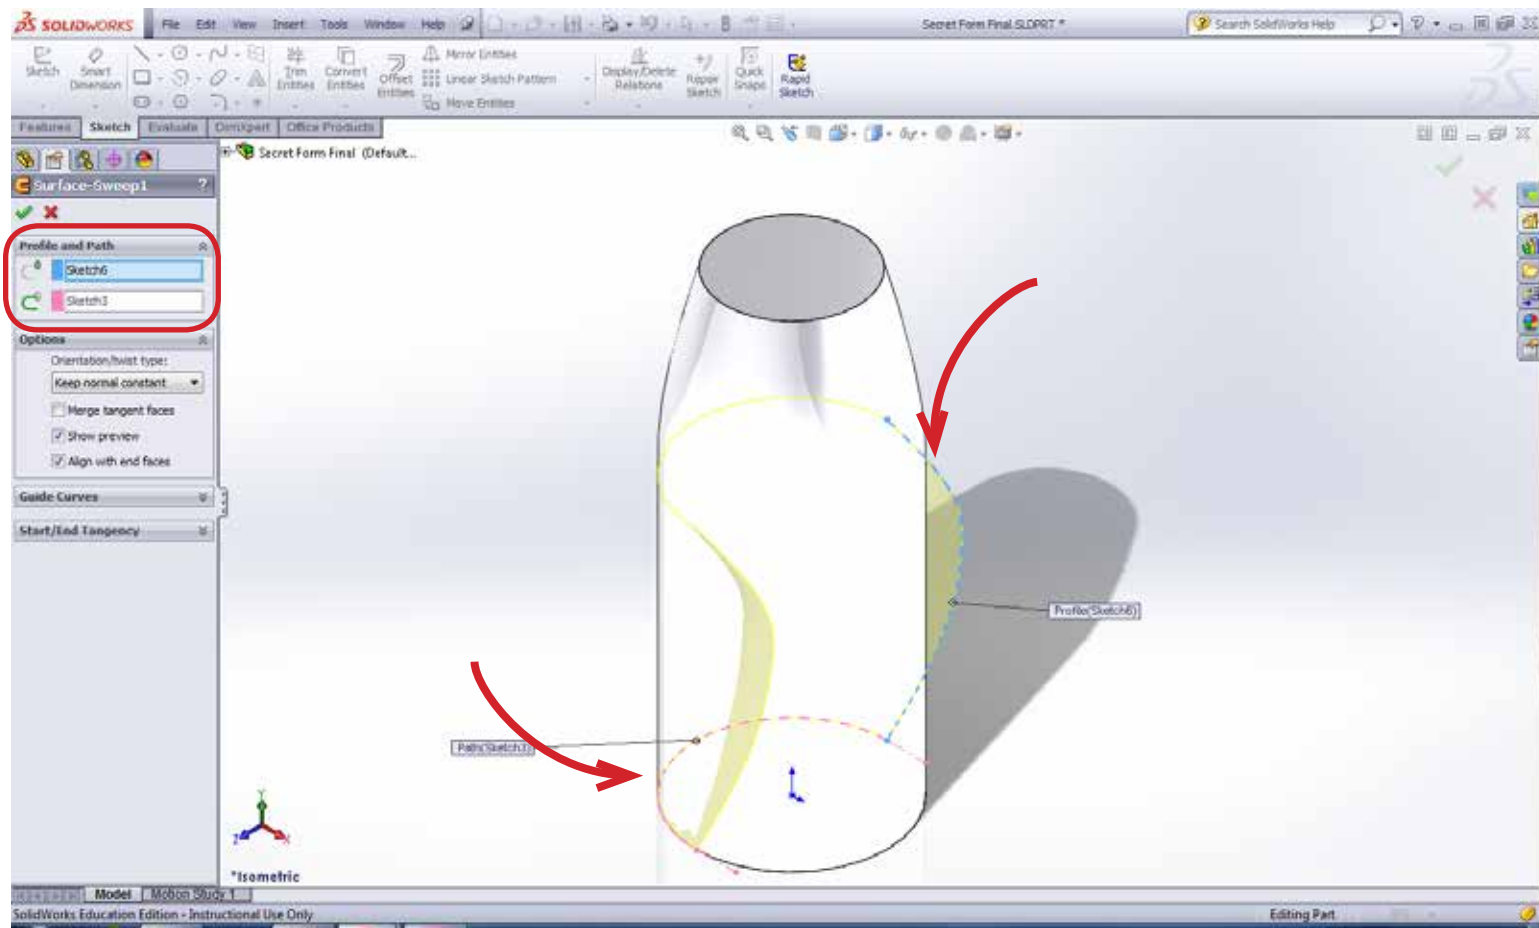 SOLIDWORKS File Edit View Insert Tools Window Help Secret Form Final.SLDPRT * Search SolidWorks Help
Sketch Smart Dimension Trim Entities Convert Entities Offset Entities Mirror Entities Display/Delete Relations Repair Sketch Quick Snaps Rapid Sketch
Linear Sketch Pattern
Move Entities
Features Sketch Evaluate DimXpert Office Products
Secret Form Final (Default...
Surface-Sweep1 ?
Profile and Path
Sketch6
Sketch3
Options
Orientation/twist type:
Keep normal constant
Merge tangent faces
Show preview
Align with end faces
Guide Curves
Start/End Tangency
Profile(Sketch6)
Path(Sketch3)
Y
Z X
*Isometric
Model Motion Study 1
SolidWorks Education Edition - Instructional Use Only Editing Part